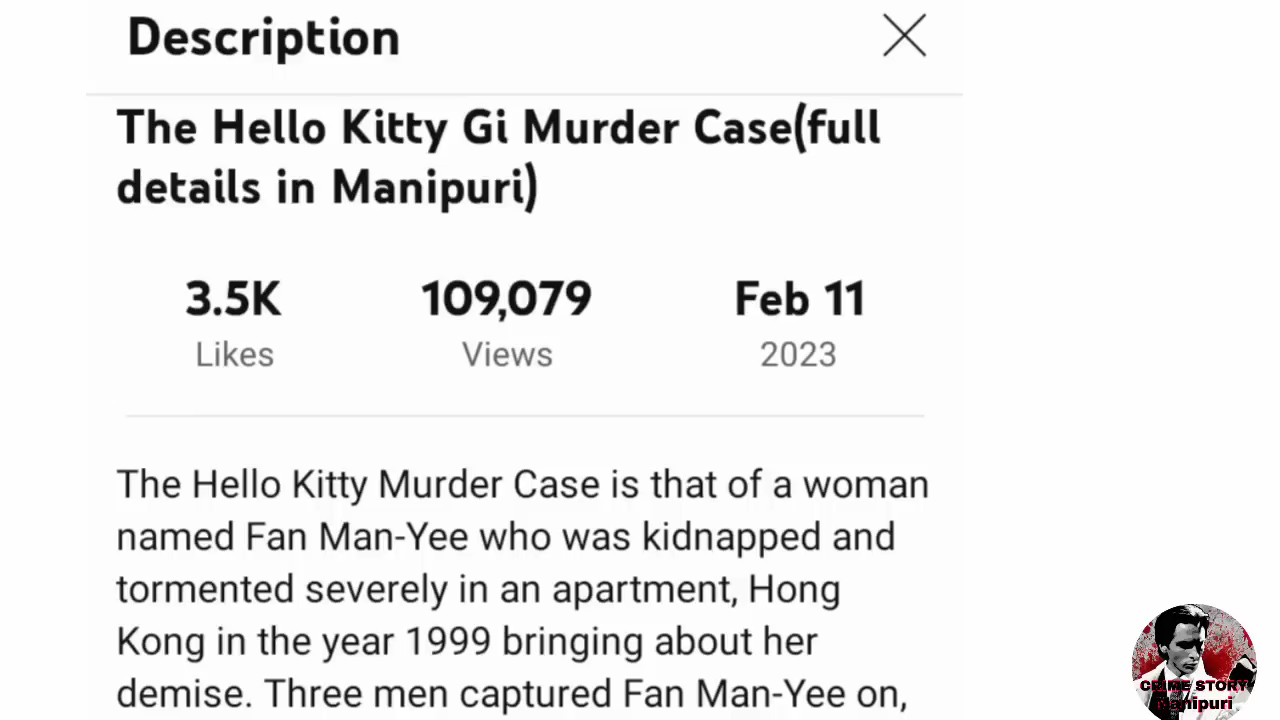 Description
The Hello Kitty Gi Murder Case(full
details in Manipuri)
3.5K 109,079 Feb 11
Likes Views 2023
The Hello Kitty Murder Case is that of a woman
named Fan Man-Yee who was kidnapped and
tormented severely in an apartment, Hong
Kong in the year 1999 bringing about her
demise. Three men captured Fan Man-Yee on,
CRIME STORY
Manipuri